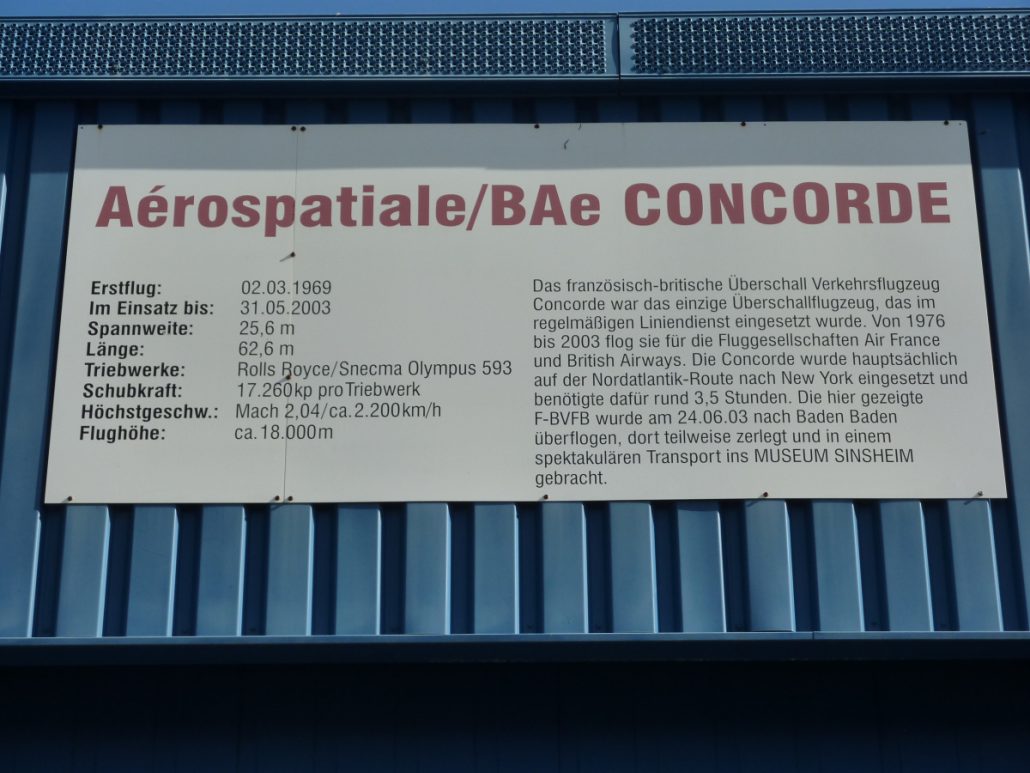 Aérospatiale/BAe CONCORDE
Erstflug: 02.03.1969
Im Einsatz bis: 31.05.2003
Spannweite: 25,6 m
Länge: 62,6 m
Triebwerke: Rolls Royce/Snecma Olympus 593
Schubkraft: 17.260kp pro Triebwerk
Höchstgeschw.: Mach 2,04/ca.2.200km/h
Flughöhe: ca.18.000m
Das französisch-britische Überschall Verkehrsflugzeug
Concorde war das einzige Überschallflugzeug, das im
regelmäßigen Liniendienst eingesetzt wurde. Von 1976
bis 2003 flog sie für die Fluggesellschaften Air France
und British Airways. Die Concorde wurde hauptsächlich
auf der Nordatlantik-Route nach New York eingesetzt und
benötigte dafür rund 3,5 Stunden. Die hier gezeigte
F-BVFB wurde am 24.06.03 nach Baden Baden
überflogen, dort teilweise zerlegt und in einem
spektakulären Transport ins MUSEUM SINSHEIM
gebracht.